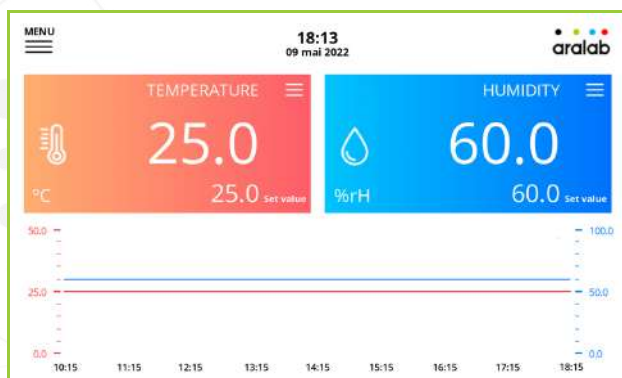 MENU
18:13
09 mai 2022
aralab
TEMPERATURE
25.0
°C
25.0 Set value
HUMIDITY
60.0
%rH
60.0 Set value
50.0
25.0
0.0
100.0
50.0
0.0
10:15 11:15 12:15 13:15 14:15 15:15 16:15 17:15 18:15